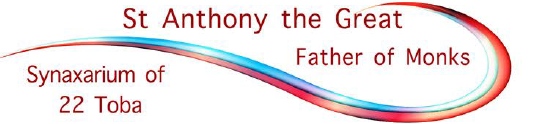 St Anthony the Great
Father of Monks
Synaxarium of
22 Toba